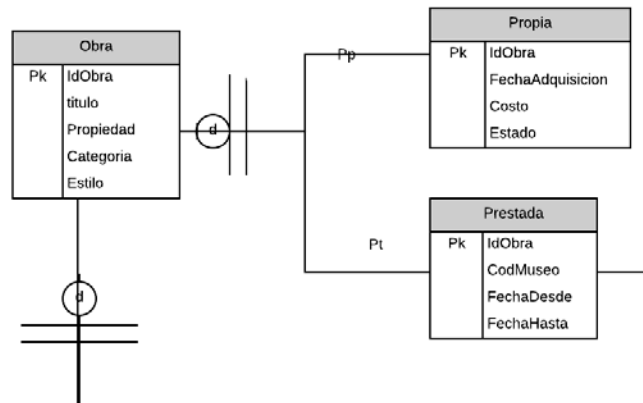 Obra
Pk IdObra
titulo
Propiedad
Categoria
Estilo
d
d
Pp
Propia
Pk IdObra
FechaAdquisicion
Costo
Estado
Pt
Prestada
Pk IdObra
CodMuseo
FechaDesde
FechaHasta